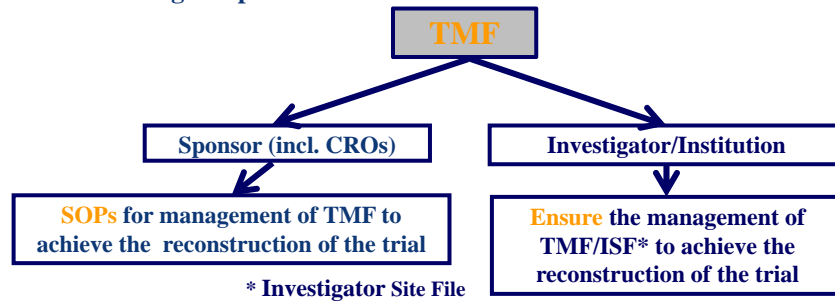 TMF
Sponsor (incl. CROs)
Investigator/Institution
SOPs for management of TMF to
achieve the reconstruction of the trial
Ensure the management of
TMF/ISF* to achieve the
reconstruction of the trial
* Investigator Site File